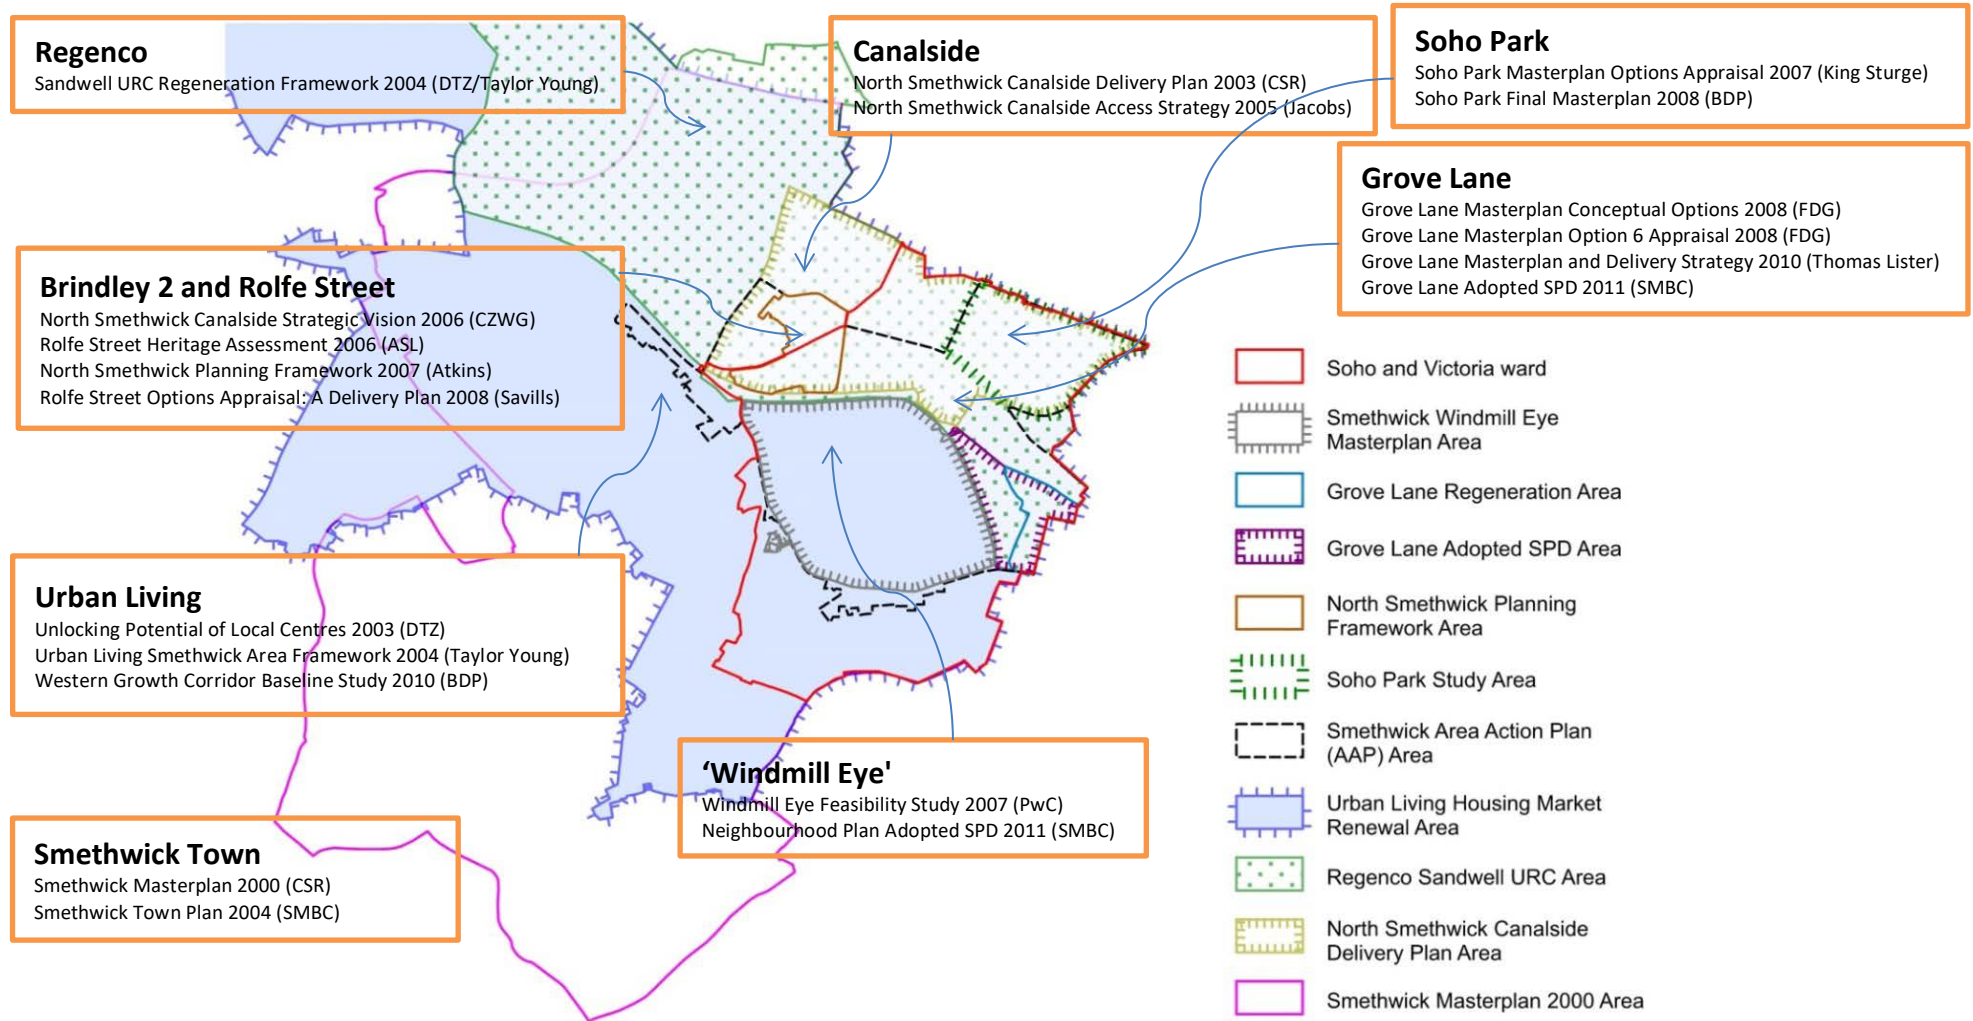 Regenco
Sandwell URC Regeneration Framework 2004 (DTZ/Taylor Young)
Canalside
North Smethwick Canalside Delivery Plan 2003 (CSR)
North Smethwick Canalside Access Strategy 2005 (Jacobs)
Soho Park
Soho Park Masterplan Options Appraisal 2007 (King Sturge)
Soho Park Final Masterplan 2008 (BDP)
Grove Lane
Grove Lane Masterplan Conceptual Options 2008 (FDG)
Grove Lane Masterplan Option 6 Appraisal 2008 (FDG)
Grove Lane Masterplan and Delivery Strategy 2010 (Thomas Lister)
Grove Lane Adopted SPD 2011 (SMBC)
Brindley 2 and Rolfe Street
North Smethwick Canalside Strategic Vision 2006 (CZWG)
Rolfe Street Heritage Assessment 2006 (ASL)
North Smethwick Planning Framework 2007 (Atkins)
Rolfe Street Options Appraisal: A Delivery Plan 2008 (Savills)
Urban Living
Unlocking Potential of Local Centres 2003 (DTZ)
Urban Living Smethwick Area Framework 2004 (Taylor Young)
Western Growth Corridor Baseline Study 2010 (BDP)
‘Windmill Eye'
Windmill Eye Feasibility Study 2007 (PwC)
Neighbourhood Plan Adopted SPD 2011 (SMBC)
Smethwick Town
Smethwick Masterplan 2000 (CSR)
Smethwick Town Plan 2004 (SMBC)
Soho and Victoria ward
Smethwick Windmill Eye
Masterplan Area
Grove Lane Regeneration Area
Grove Lane Adopted SPD Area
North Smethwick Planning
Framework Area
Soho Park Study Area
Smethwick Area Action Plan
(AAP) Area
Urban Living Housing Market
Renewal Area
Regenco Sandwell URC Area
North Smethwick Canalside
Delivery Plan Area
Smethwick Masterplan 2000 Area